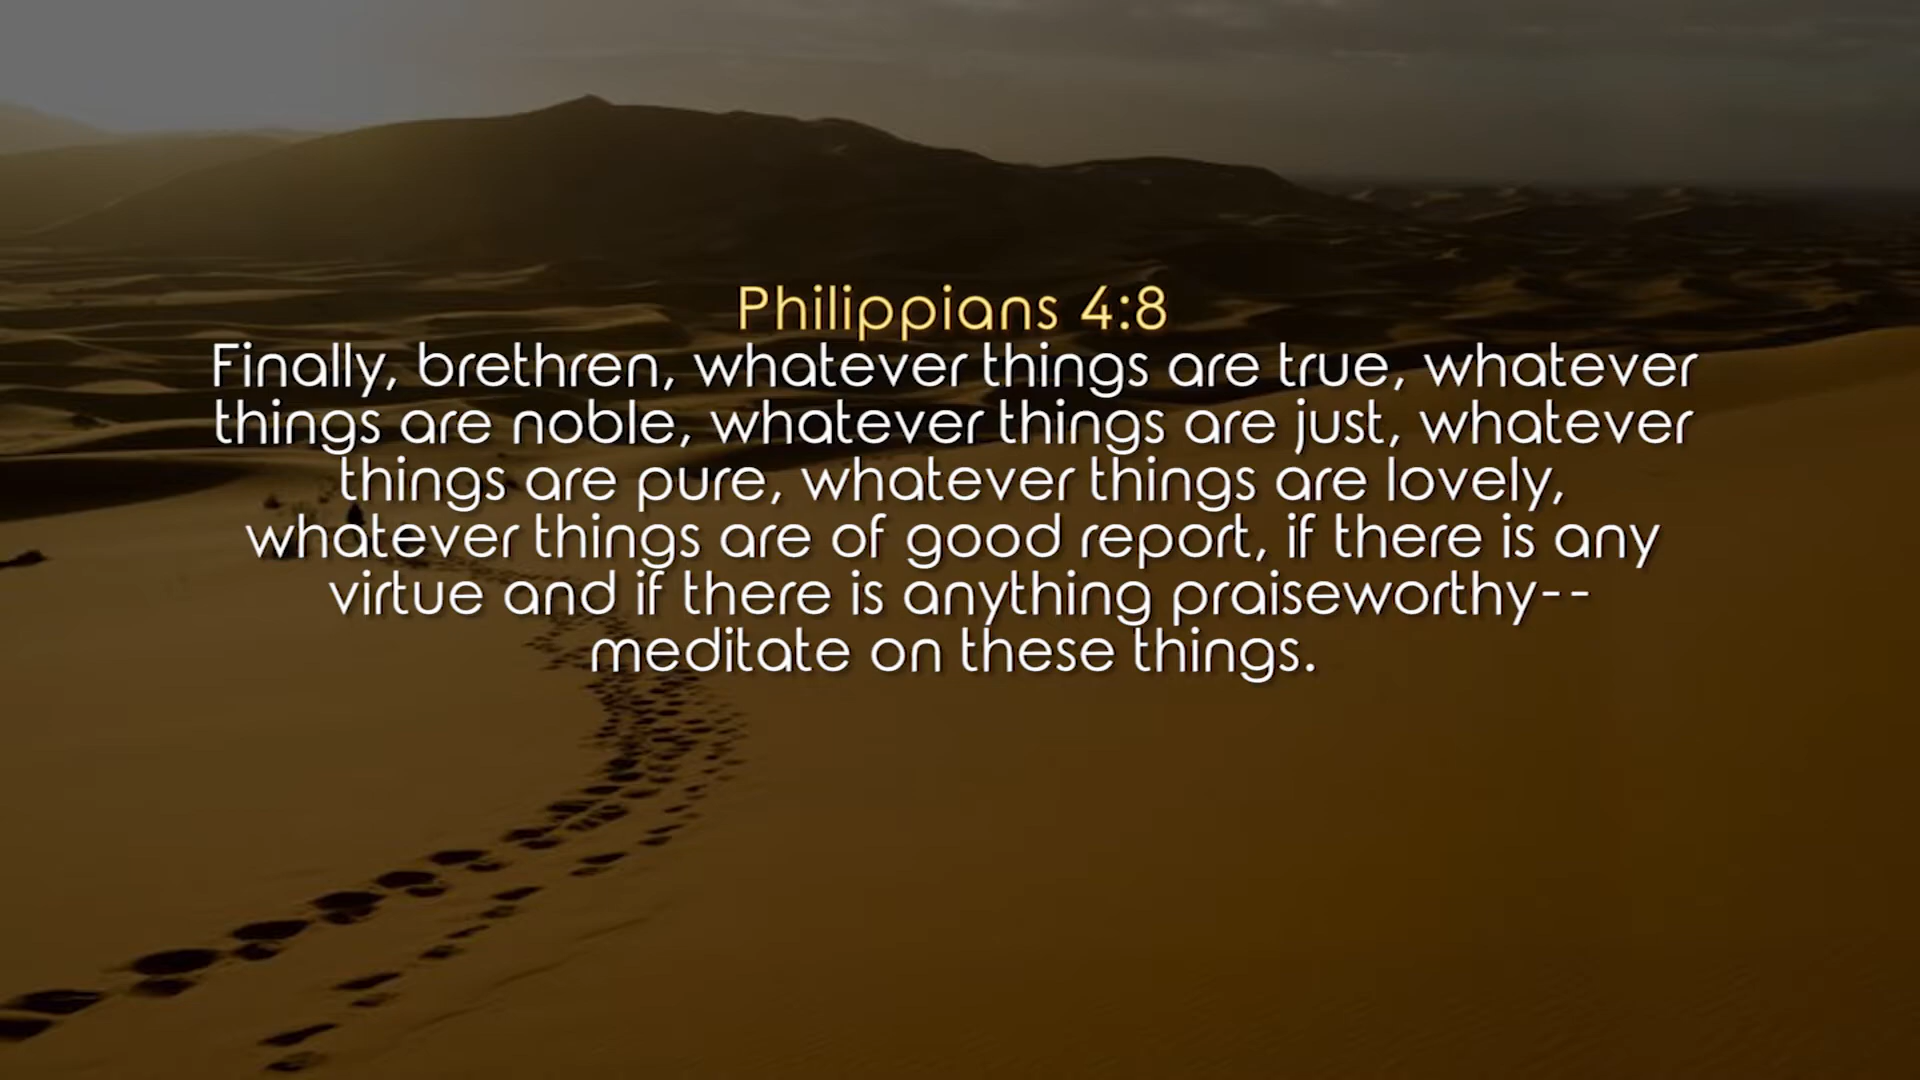 Philippians 4:8
Finally, brethren, whatever things are true, whatever
things are noble, whatever things are just, whatever
things are pure, whatever things are lovely,
whatever things are of good report, if there is any
virtue and if there is anything praiseworthy--
meditate on these things.